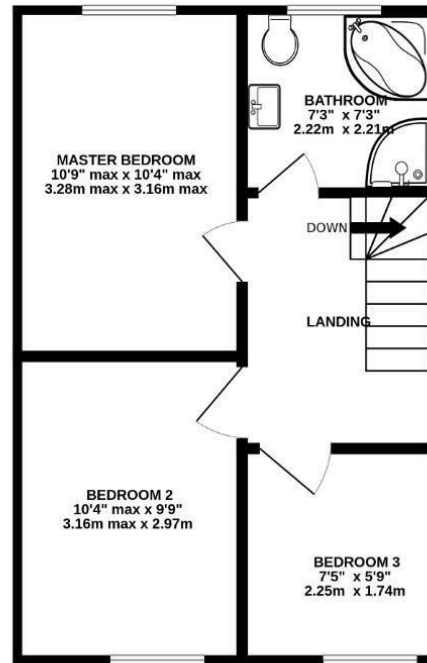 BATHROOM
7'3" x 7'3"
2.22m x 2.21m
MASTER BEDROOM
10'9" max x 10'4" max
3.28m max x 3.16m max
DOWN
LANDING
BEDROOM 2
10'4" max x 9'9"
3.16m max x 2.97m
BEDROOM 3
7'5" x 5'9"
2.25m x 1.74m